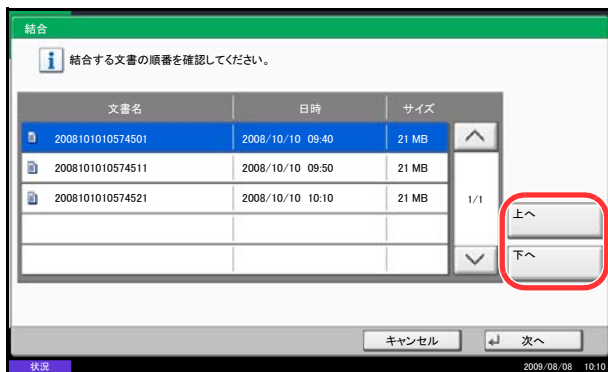 結合
結合する文書の順番を確認してください。
文書名 日時 サイズ
2008101010574501 2008/10/10 09:40 21 MB
2008101010574511 2008/10/10 09:50 21 MB
2008101010574521 2008/10/10 10:10 21 MB
1/1
上へ
下へ
キャンセル 次へ
状況 2009/08/08 10:10